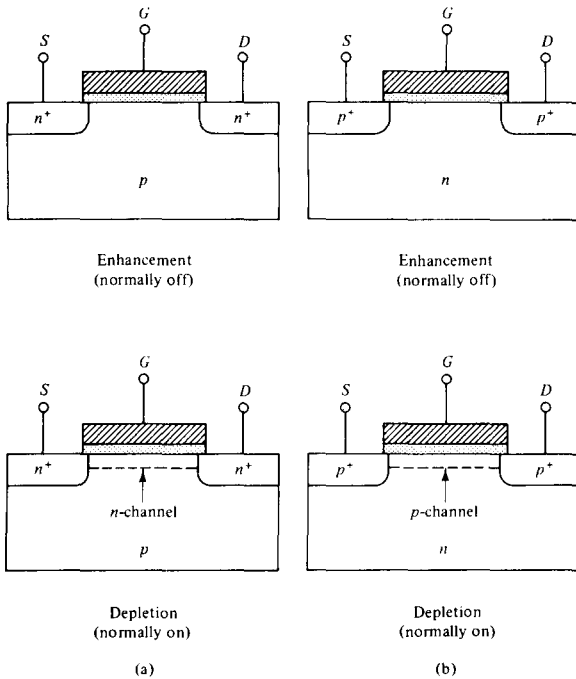 G G
S D S D
n+ n+ p+ p+
p n
Enhancement Enhancement
(normally off) (normally off)
G G
S D S D
n+ n+ p+ p+
n-channel p-channel
p n
Depletion Depletion
(normally on) (normally on)
(a) (b)